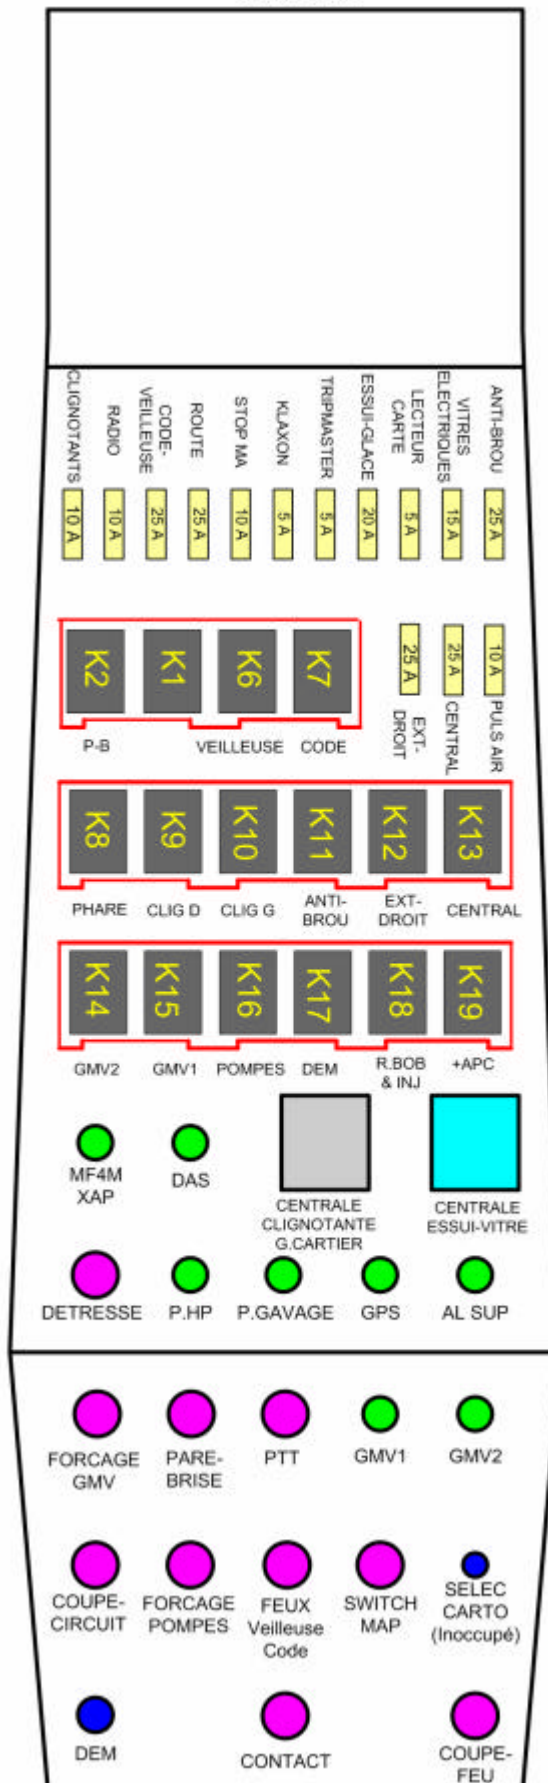 CLIGNOTANTS
RADIO
CODE-
VEILLEUSE
ROUTE
STOP MA
KLAXON
TRIPMASTER
ESSUI-GLACE
LECTEUR
CARTE
VITRES
ELECTRIQUES
ANTI-BROU
10 A
10 A
25 A
25 A
10 A
5 A
5 A
20 A
5 A
15 A
25 A
K2
K1
K6
K7
25 A
25 A
10 A
P-B
VEILLEUSE
CODE
EXT-
DROIT
CENTRAL
PULS AIR
K8
K9
K10
K11
K12
K13
PHARE
CLIG D
CLIG G
ANTI-
BROU
EXT-
DROIT
CENTRAL
K14
K15
K16
K17
K18
K19
GMV2
GMV1
POMPES
DEM
R.BOB
& INJ
+APC
MF4M
XAP
DAS
CENTRALE
CLIGNOTANTE
G.CARTIER
CENTRALE
ESSUI-VITRE
DETRESSE
P.HP
P.GAVAGE
GPS
AL SUP
FORCAGE
GMV
PARE-
BRISE
PTT
GMV1
GMV2
COUPE-
CIRCUIT
FORCAGE
POMPES
FEUX
Veilleuse
Code
SWITCH
MAP
SELEC
CARTO
(Inoccupé)
DEM
CONTACT
COUPE-
FEU